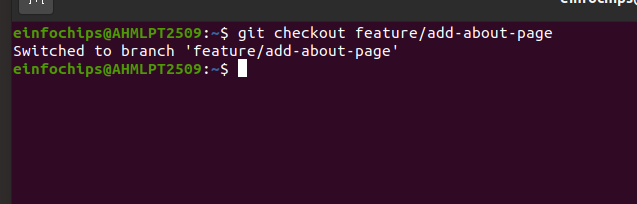 einfochips@AHMLPT2509:~$ git checkout feature/add-about-page
Switched to branch 'feature/add-about-page'
einfochips@AHMLPT2509:~$